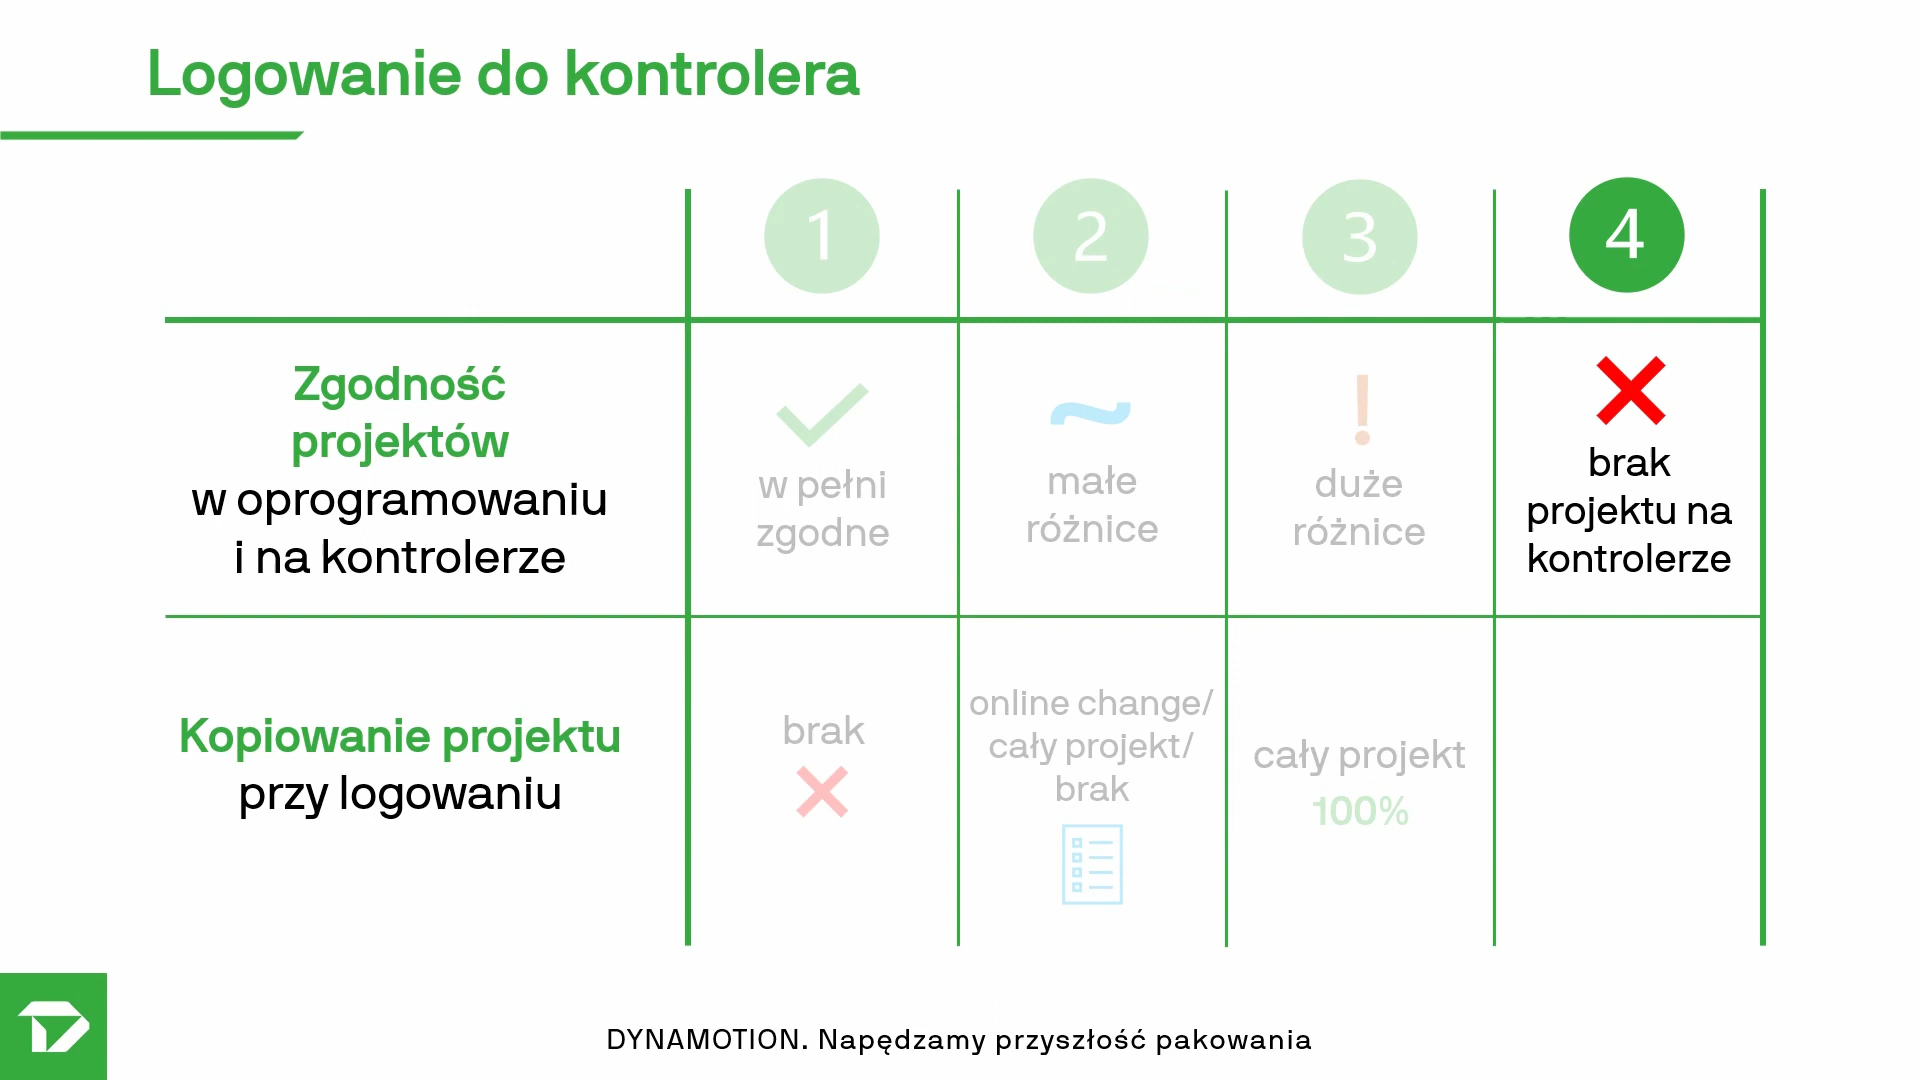 Logowanie do kontrolera
1
2
3
4
Zgodność
projektów
w oprogramowaniu
i na kontrolerze
w pełni
zgodne
małe
różnice
duże
różnice
brak
projektu na
kontrolerze
Kopiowanie projektu
przy logowaniu
brak
online change/
cały projekt/
brak
cały projekt
100%
DYNAMOTION. Napędzamy przyszłość pakowania